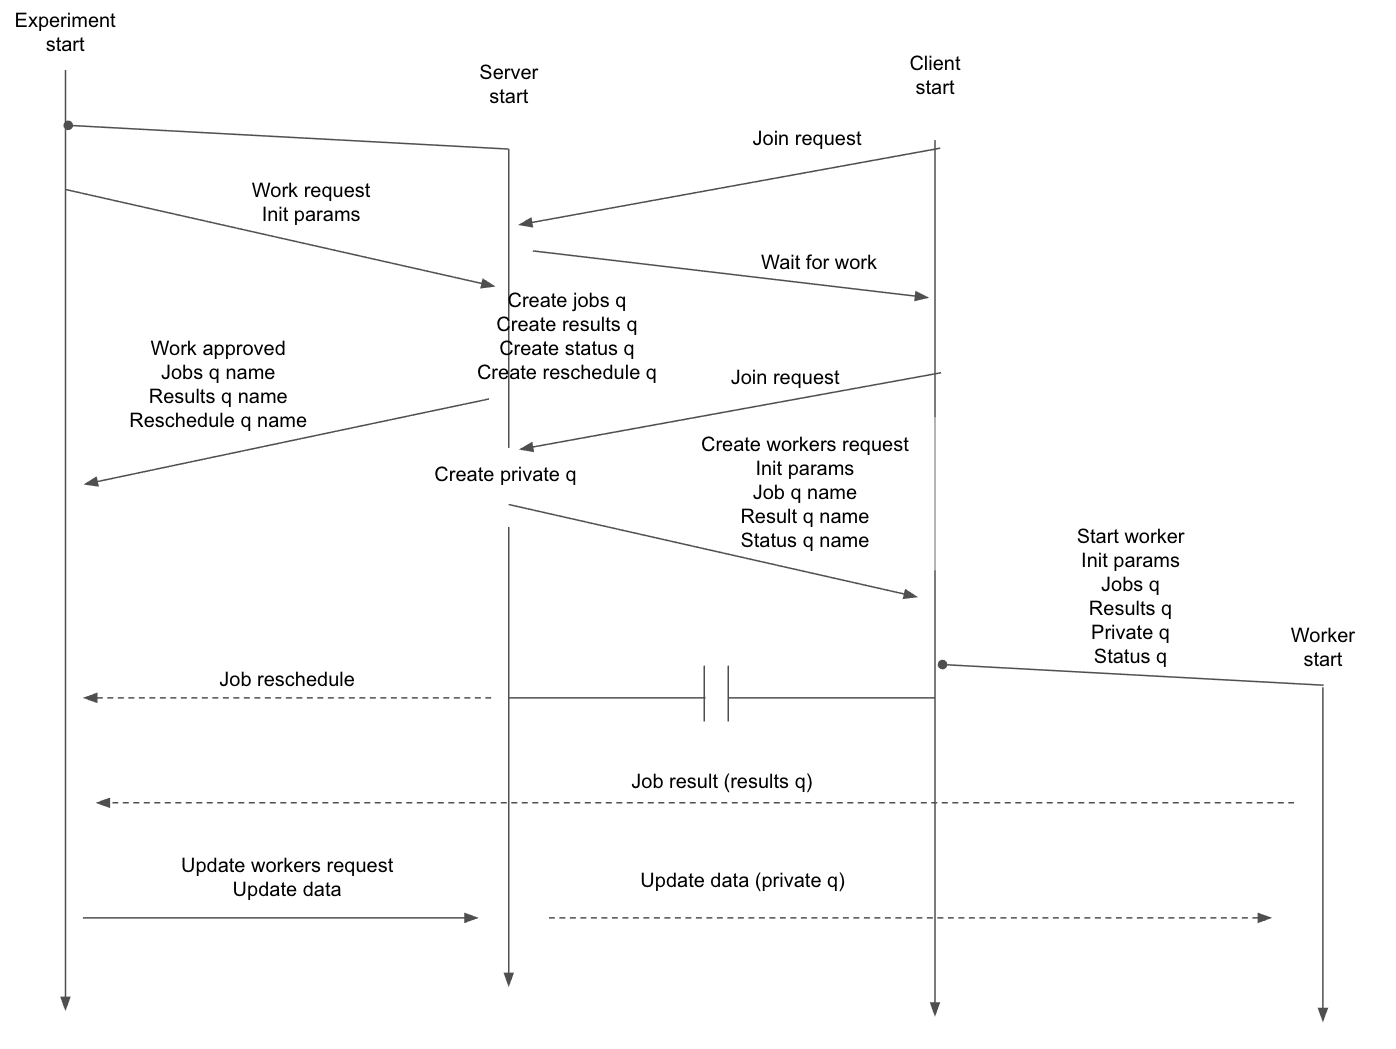 Experiment
start
Server
start
Client
start
Join request
Work request
Init params
Wait for work
Create jobs q
Create results q
Create status q
Create reschedule q
Work approved
Jobs q name
Results q name
Reschedule q name
Join request
Create private q
Create workers request
Init params
Job q name
Result q name
Status q name
Start worker
Init params
Jobs q
Results q
Private q
Status q
Worker
start
Job reschedule
Job result (results q)
Update workers request
Update data
Update data (private q)